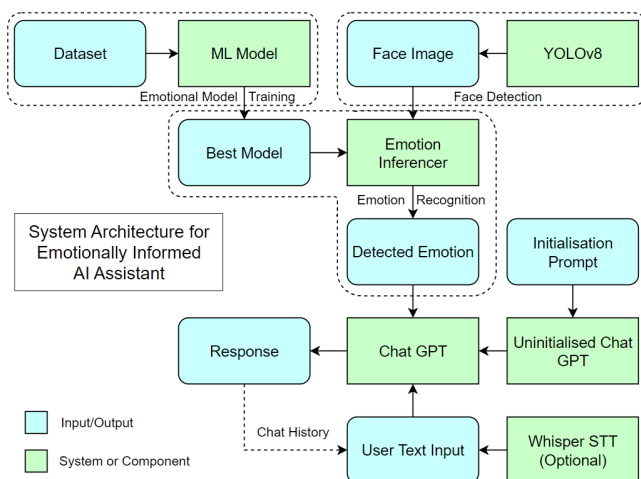 Dataset
ML Model
Face Image
YOLOv8
Emotional Model Training
Face Detection
Best Model
Emotion
Inferencer
Emotion Recognition
System Architecture for
Emotionally Informed
AI Assistant
Detected Emotion
Initialisation
Prompt
Response
Chat GPT
Uninitialised Chat
GPT
Input/Output
Chat History
User Text Input
Whisper STT
(Optional)
System or Component